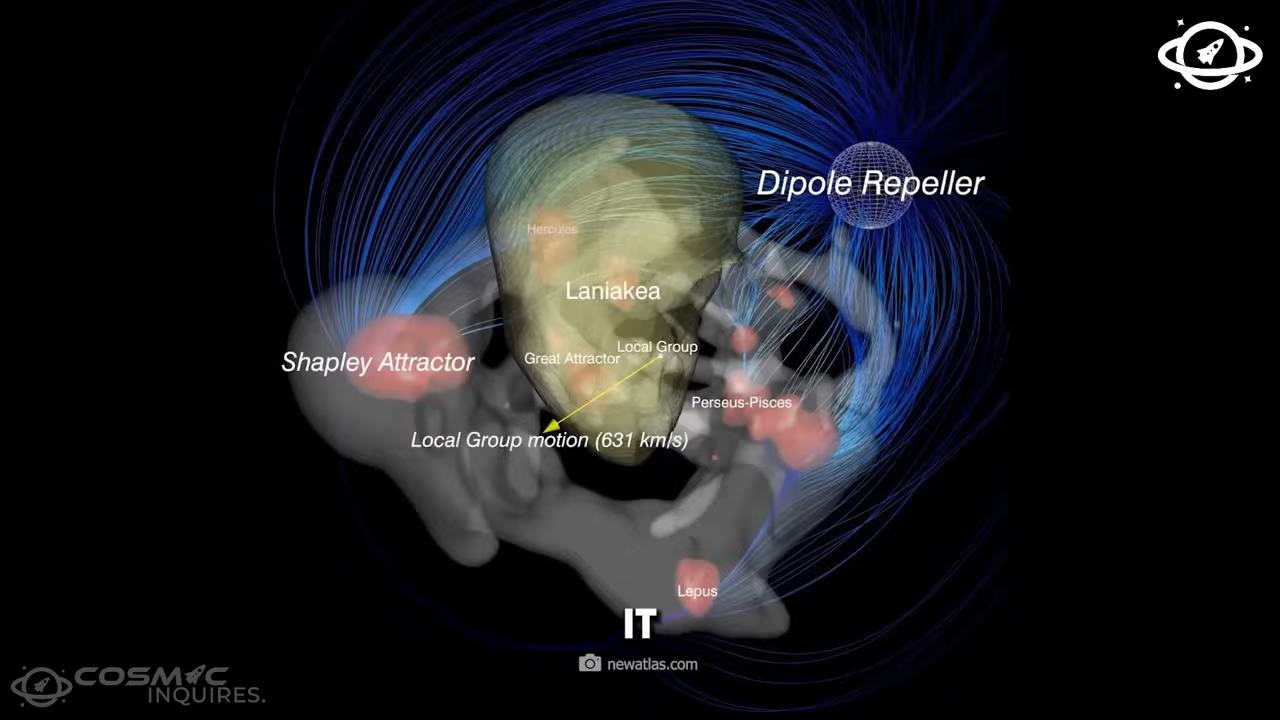 Dipole Repeller
Hercules
Laniakea
Local Group
Great Attractor
Shapley Attractor
Perseus-Pisces
Local Group motion (631 km/s)
Lepus
IT
newatlas.com
COSMIC
INQUIRES.